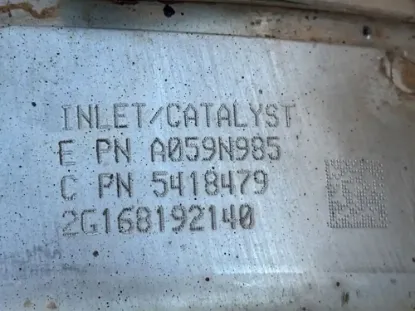 INLET/CATALYST
E PN A059N985
C PN 5418479
2G168192140